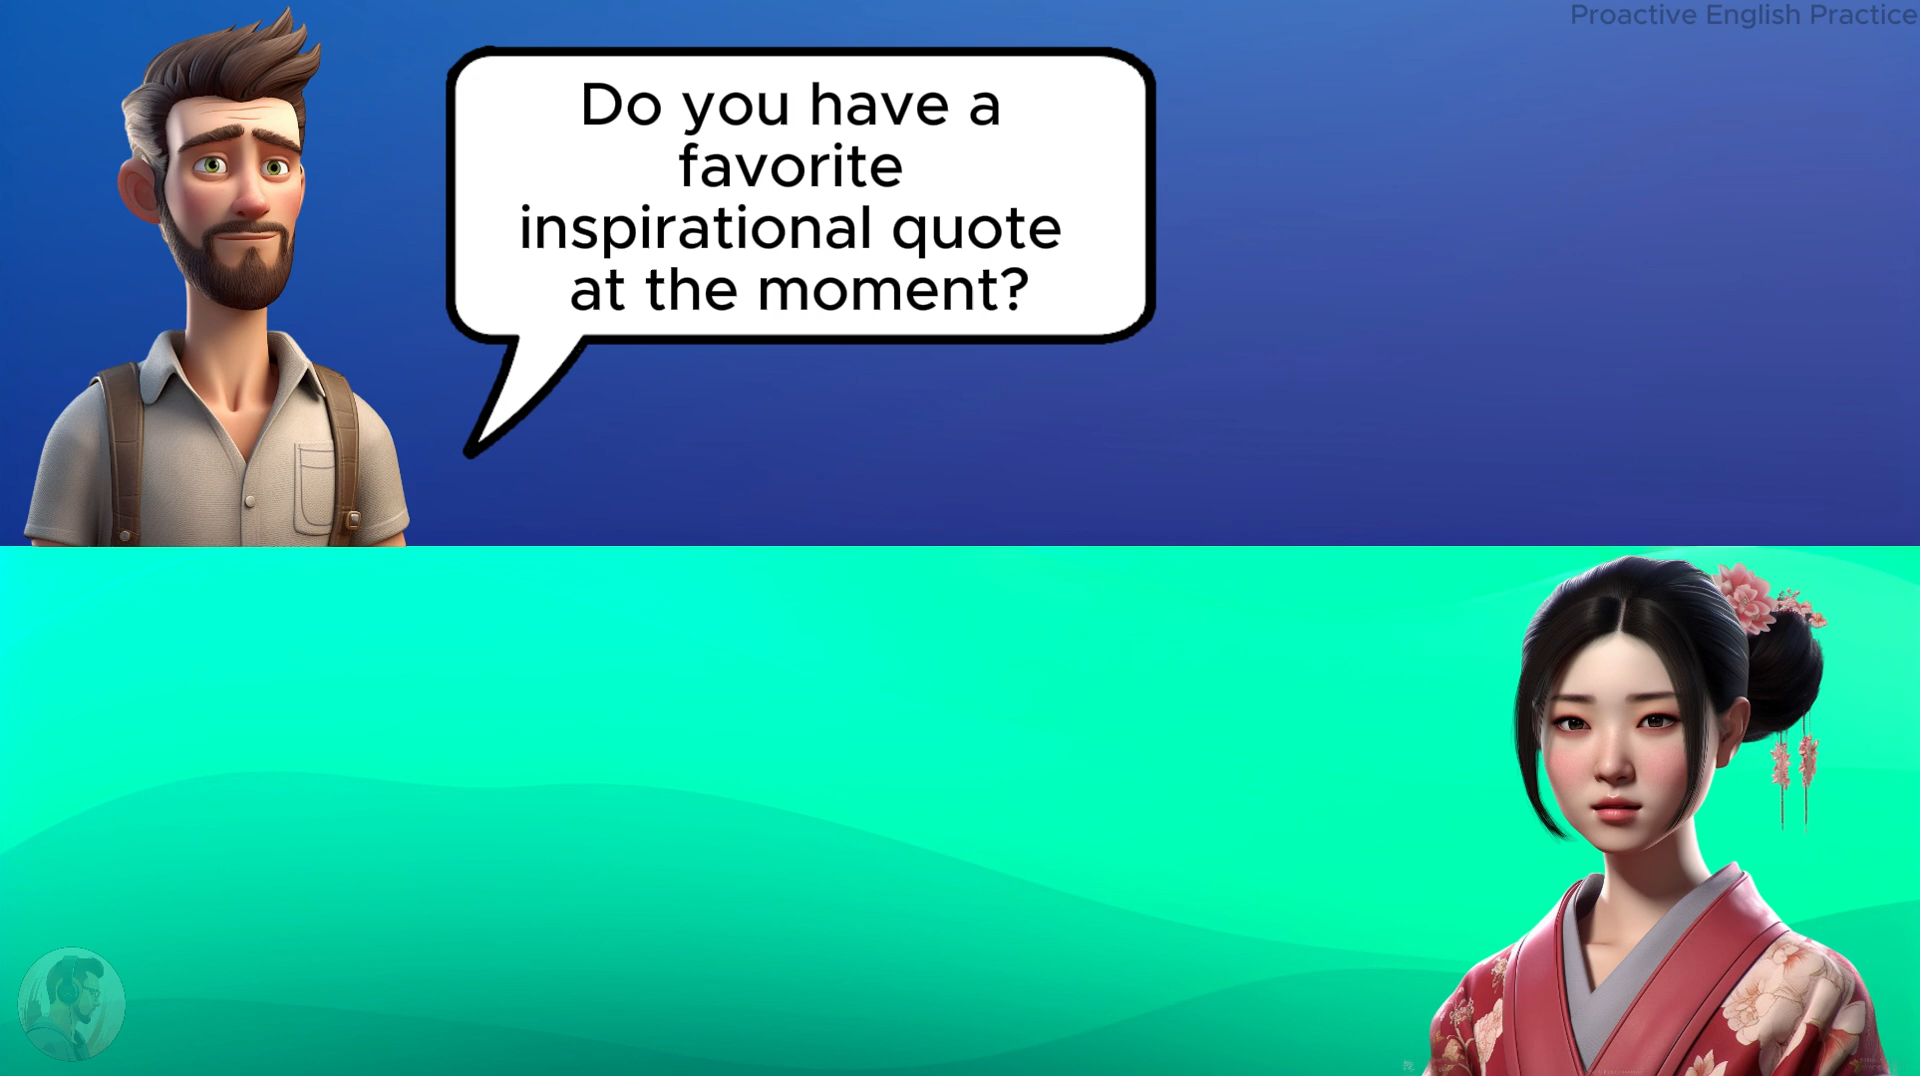 Proactive English Practice
Do you have a
favorite
inspirational quote
at the moment?